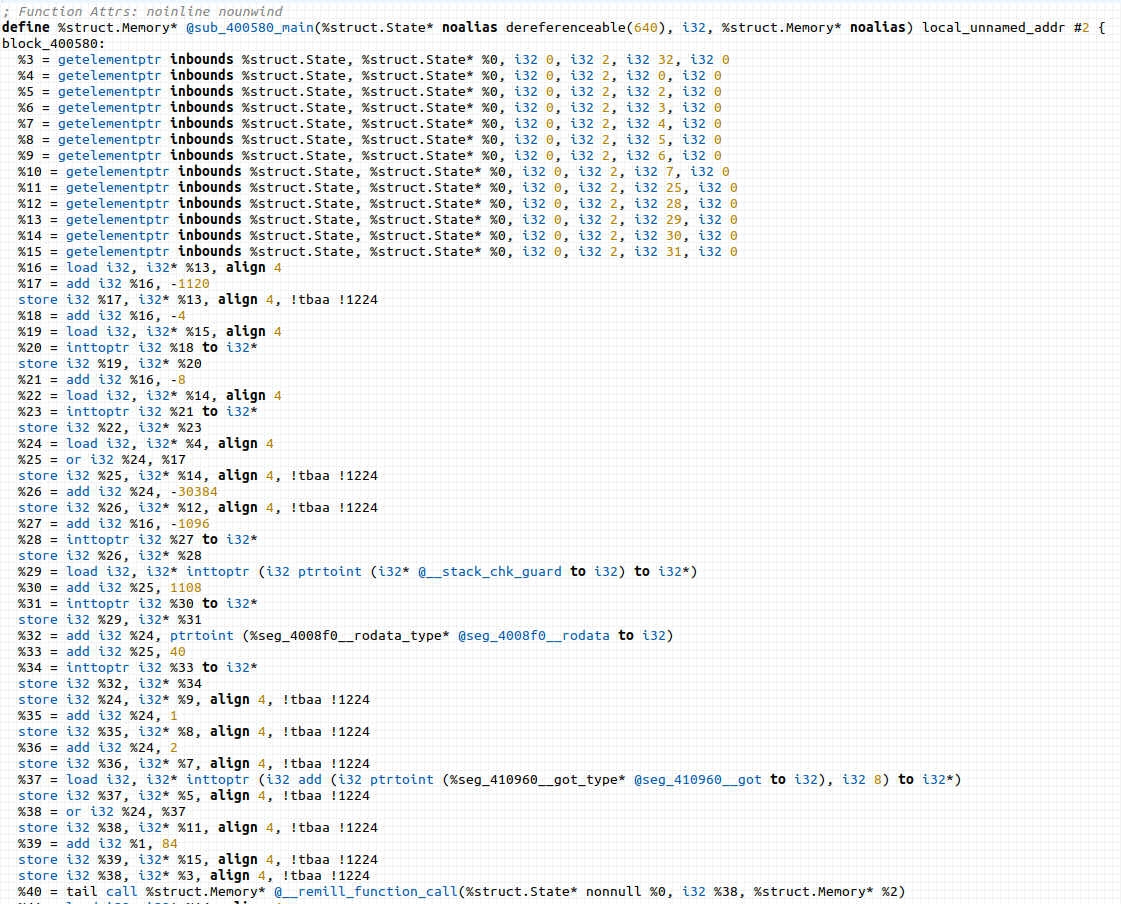 ; Function Attrs: noinline nounwind
define %struct.Memory* @sub_400580_main(%struct.State* noalias dereferenceable(640), i32, %struct.Memory* noalias) local_unnamed_addr #2 {
block_400580:
%3 = getelementptr inbounds %struct.State, %struct.State* %0, i32 0, i32 2, i32 32, i32 0
%4 = getelementptr inbounds %struct.State, %struct.State* %0, i32 0, i32 2, i32 0, i32 0
%5 = getelementptr inbounds %struct.State, %struct.State* %0, i32 0, i32 2, i32 2, i32 0
%6 = getelementptr inbounds %struct.State, %struct.State* %0, i32 0, i32 2, i32 3, i32 0
%7 = getelementptr inbounds %struct.State, %struct.State* %0, i32 0, i32 2, i32 4, i32 0
%8 = getelementptr inbounds %struct.State, %struct.State* %0, i32 0, i32 2, i32 5, i32 0
%9 = getelementptr inbounds %struct.State, %struct.State* %0, i32 0, i32 2, i32 6, i32 0
%10 = getelementptr inbounds %struct.State, %struct.State* %0, i32 0, i32 2, i32 7, i32 0
%11 = getelementptr inbounds %struct.State, %struct.State* %0, i32 0, i32 2, i32 25, i32 0
%12 = getelementptr inbounds %struct.State, %struct.State* %0, i32 0, i32 2, i32 28, i32 0
%13 = getelementptr inbounds %struct.State, %struct.State* %0, i32 0, i32 2, i32 29, i32 0
%14 = getelementptr inbounds %struct.State, %struct.State* %0, i32 0, i32 2, i32 30, i32 0
%15 = getelementptr inbounds %struct.State, %struct.State* %0, i32 0, i32 2, i32 31, i32 0
%16 = load i32, i32* %13, align 4
%17 = add i32 %16, -1120
store i32 %17, i32* %13, align 4, !tbaa !1224
%18 = add i32 %16, -4
%19 = load i32, i32* %15, align 4
%20 = inttoptr i32 %18 to i32*
store i32 %19, i32* %20
%21 = add i32 %16, -8
%22 = load i32, i32* %14, align 4
%23 = inttoptr i32 %21 to i32*
store i32 %22, i32* %23
%24 = load i32, i32* %4, align 4
%25 = or i32 %24, %17
store i32 %25, i32* %14, align 4, !tbaa !1224
%26 = add i32 %24, -30384
store i32 %26, i32* %12, align 4, !tbaa !1224
%27 = add i32 %16, -1096
%28 = inttoptr i32 %27 to i32*
store i32 %26, i32* %28
%29 = load i32, i32* inttoptr (i32 ptrtoint (i32* @__stack_chk_guard to i32) to i32*)
%30 = add i32 %25, 1108
%31 = inttoptr i32 %30 to i32*
store i32 %29, i32* %31
%32 = add i32 %24, ptrtoint (%seg_4008f0__rodata_type* @seg_4008f0__rodata to i32)
%33 = add i32 %25, 40
%34 = inttoptr i32 %33 to i32*
store i32 %32, i32* %34
store i32 %24, i32* %9, align 4, !tbaa !1224
%35 = add i32 %24, 1
store i32 %35, i32* %8, align 4, !tbaa !1224
%36 = add i32 %24, 2
store i32 %36, i32* %7, align 4, !tbaa !1224
%37 = load i32, i32* inttoptr (i32 add (i32 ptrtoint (%seg_410960__got_type* @seg_410960__got to i32), i32 8) to i32*)
store i32 %37, i32* %5, align 4, !tbaa !1224
%38 = or i32 %24, %37
store i32 %38, i32* %11, align 4, !tbaa !1224
%39 = add i32 %1, 84
store i32 %39, i32* %15, align 4, !tbaa !1224
store i32 %38, i32* %3, align 4, !tbaa !1224
%40 = tail call %struct.Memory* @__remill_function_call(%struct.State* nonnull %0, i32 %38, %struct.Memory* %2)